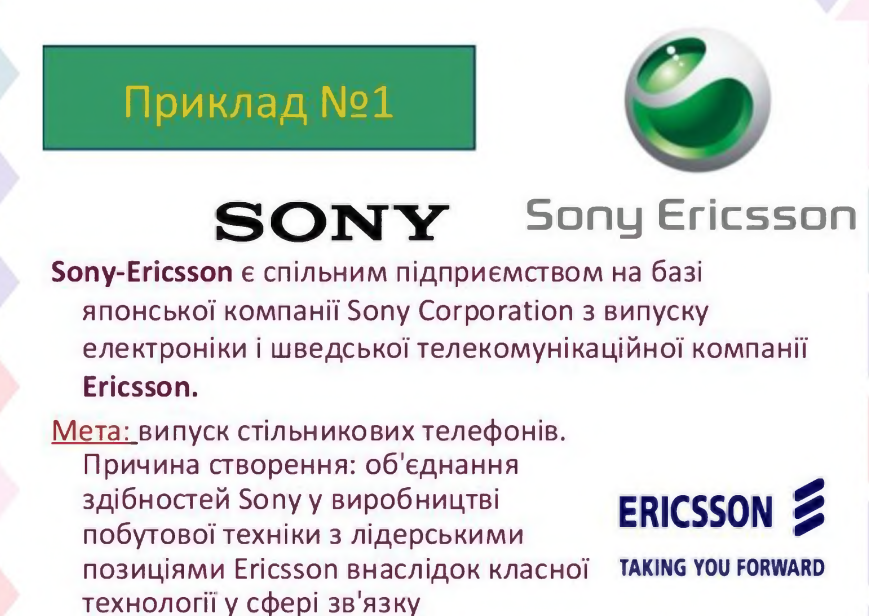 Приклад №1
SONY
Sony Ericsson
Sony-Ericsson є спільним підприємством на базі
японської компанії Sony Corporation з випуску
електроніки і шведської телекомунікаційної компанії
Ericsson.
Мета: випуск стільникових телефонів.
Причина створення: об'єднання
здібностей Sony у виробництві
побутової техніки з лідерськими
позиціями Ericsson внаслідок класної
технології у сфері зв'язку
ERICSSON
TAKING YOU FORWARD